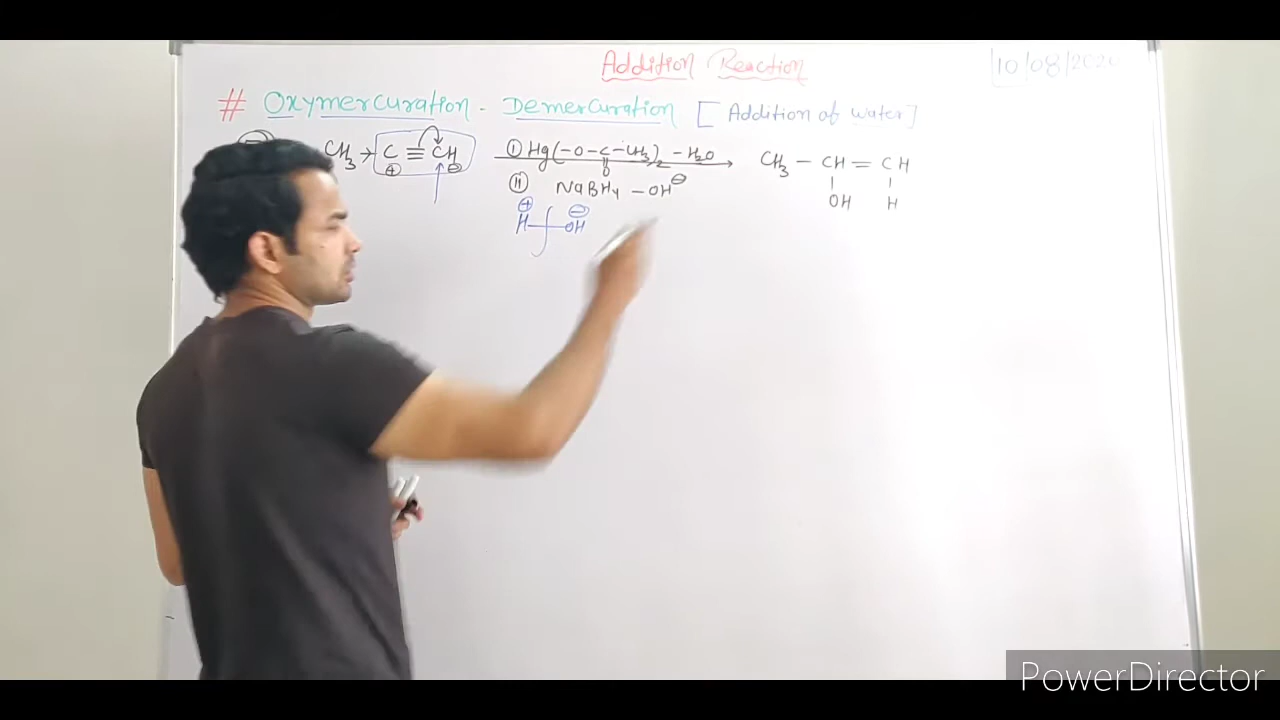 Addition Reaction
10/08/2020
# Oxymercuration - Demercuration [Addition of water]
CH3 → C ≡ CH
⊕ ⊖
(i) Hg(-O-C-CH3)2 - H2O
O
(ii) NaBH4 - OH⊖
⊕ ⊖
H - OH
CH3 - CH = CH
OH H
PowerDirector